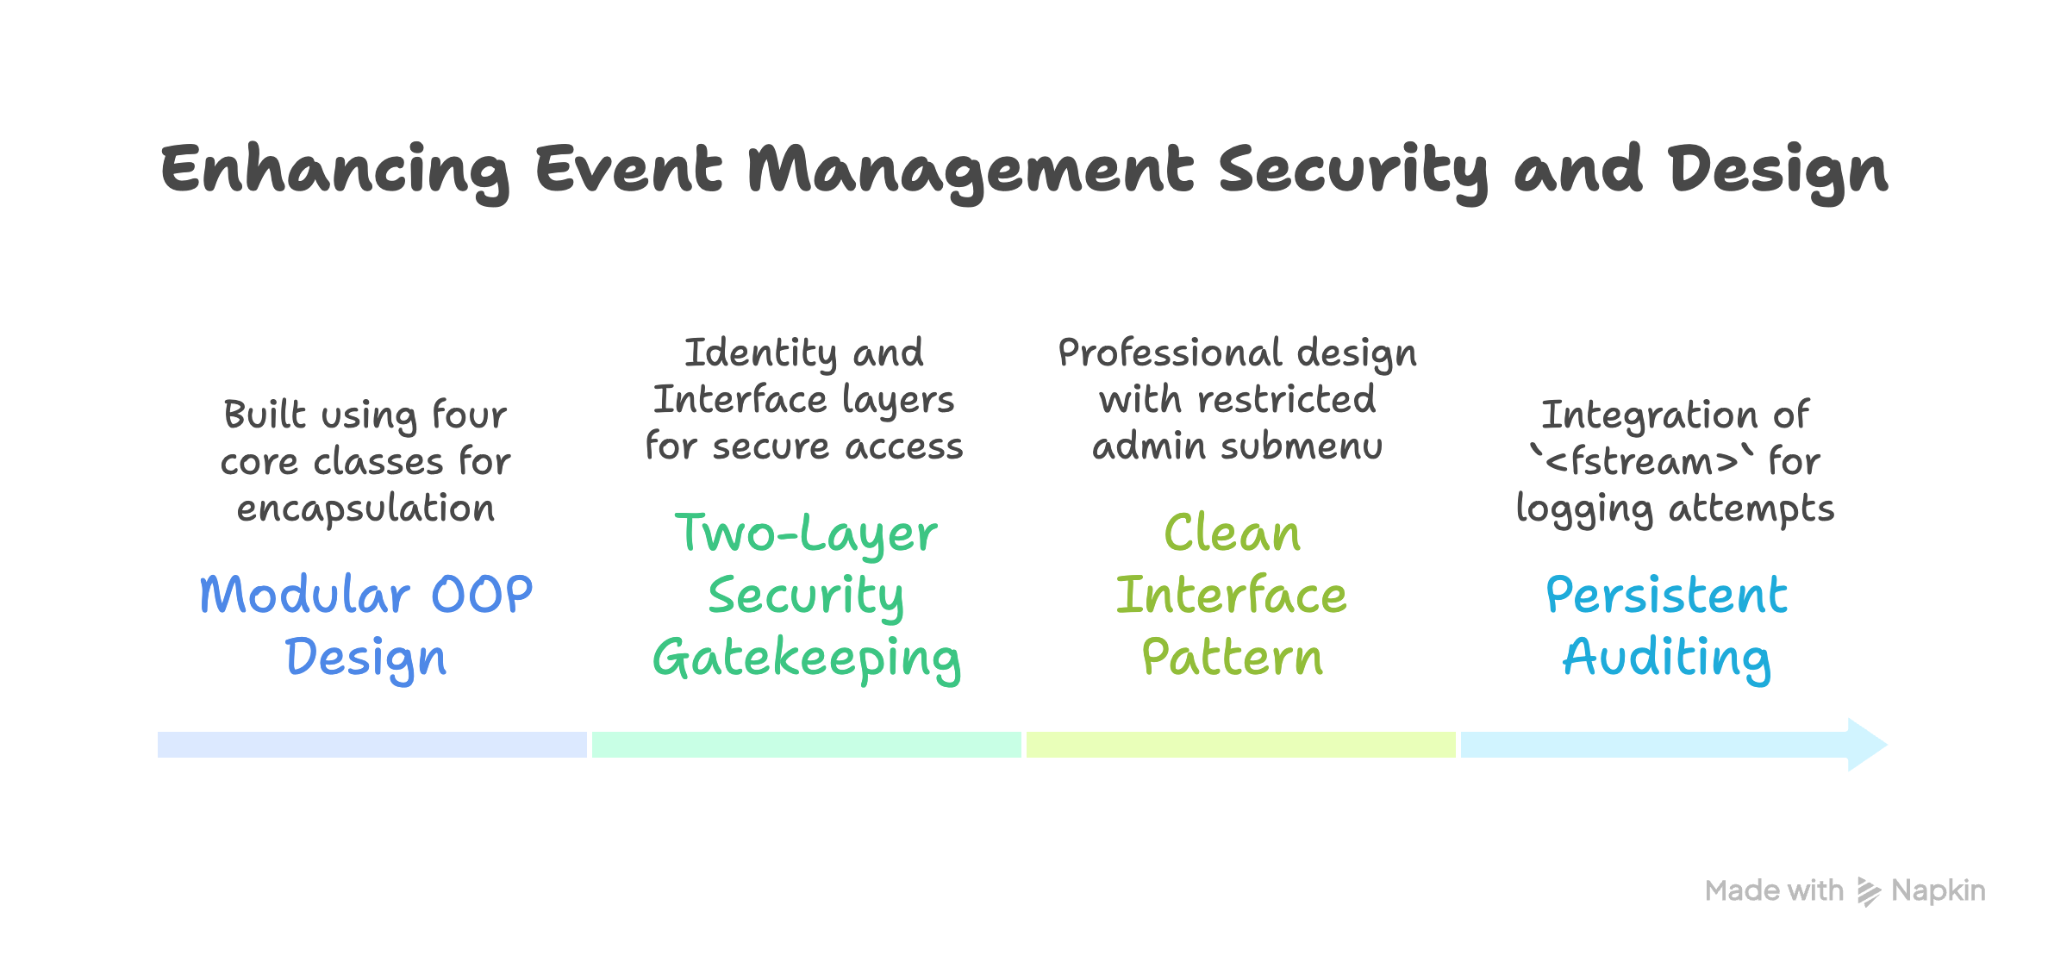 Enhancing Event Management Security and Design
Built using four
core classes for
encapsulation
Modular OOP
Design
Identity and
Interface layers
for secure access
Two-Layer
Security
Gatekeeping
Professional design
with restricted
admin submenu
Clean
Interface
Pattern
Integration of
`<fstream>` for
logging attempts
Persistent
Auditing
Made with Napkin